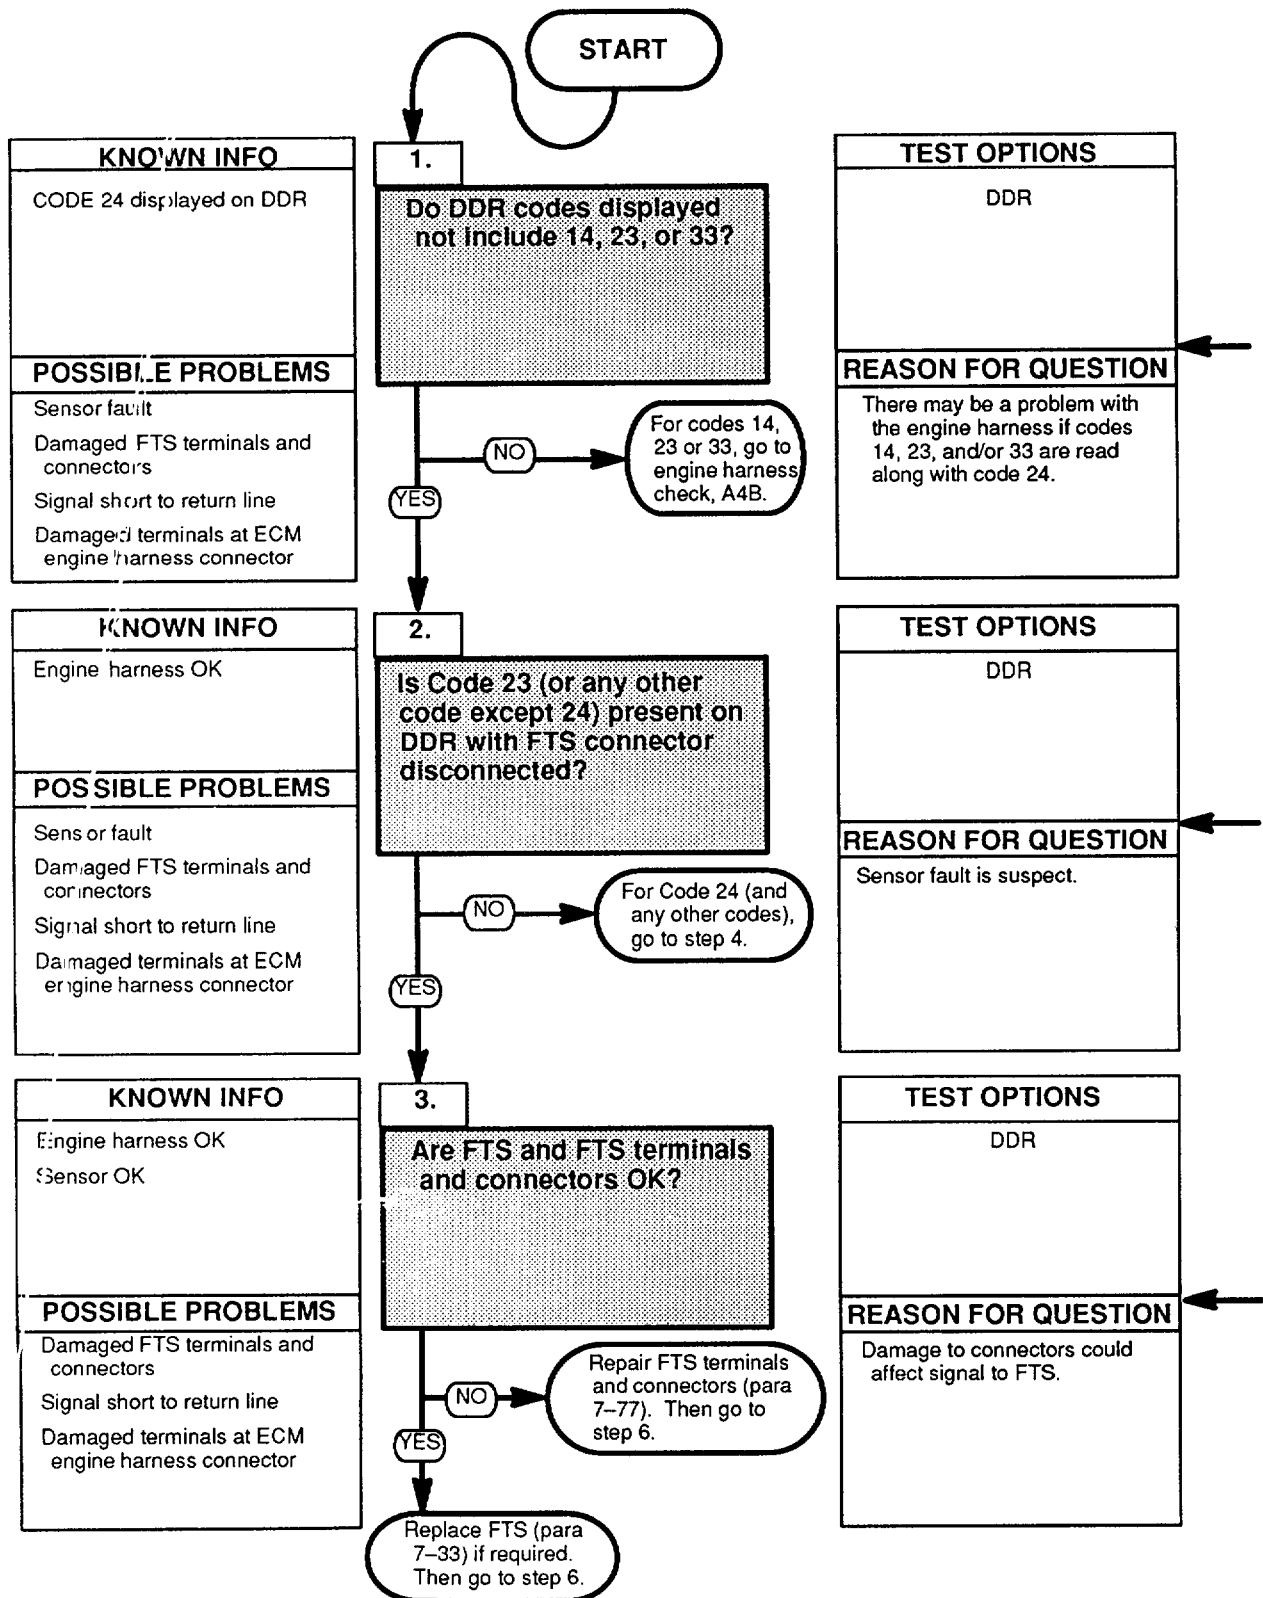 START
KNOWN INFO
CODE 24 displayed on DDR
POSSIBLE PROBLEMS
Sensor fault
Damaged FTS terminals and
connectors
Signal short to return line
Damaged terminals at ECM
engine harness connector
1.
Do DDR codes displayed
not include 14, 23, or 33?
NO
For codes 14,
23 or 33, go to
engine harness
check, A4B.
YES
TEST OPTIONS
DDR
REASON FOR QUESTION
There may be a problem with
the engine harness if codes
14, 23, and/or 33 are read
along with code 24.
KNOWN INFO
Engine harness OK
POSSIBLE PROBLEMS
Sensor fault
Damaged FTS terminals and
connectors
Signal short to return line
Damaged terminals at ECM
engine harness connector
2.
Is Code 23 (or any other
code except 24) present on
DDR with FTS connector
disconnected?
NO
For Code 24 (and
any other codes),
go to step 4.
YES
TEST OPTIONS
DDR
REASON FOR QUESTION
Sensor fault is suspect.
KNOWN INFO
Engine harness OK
Sensor OK
POSSIBLE PROBLEMS
Damaged FTS terminals and
connectors
Signal short to return line
Damaged terminals at ECM
engine harness connector
3.
Are FTS and FTS terminals
and connectors OK?
NO
Repair FTS terminals
and connectors (para
7–77). Then go to
step 6.
YES
Replace FTS (para
7–33) if required.
Then go to step 6.
TEST OPTIONS
DDR
REASON FOR QUESTION
Damage to connectors could
affect signal to FTS.